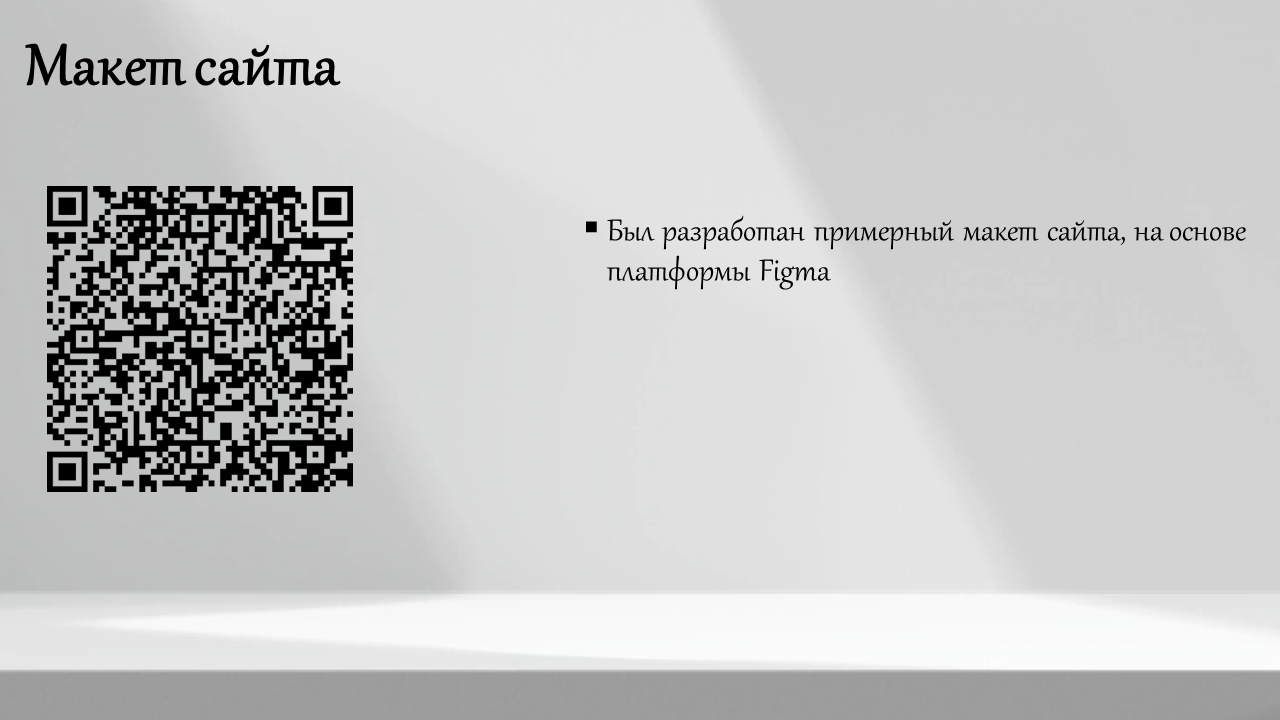 Макет сайта
▪ Был разработан примерный макет сайта, на основе
платформы Figma